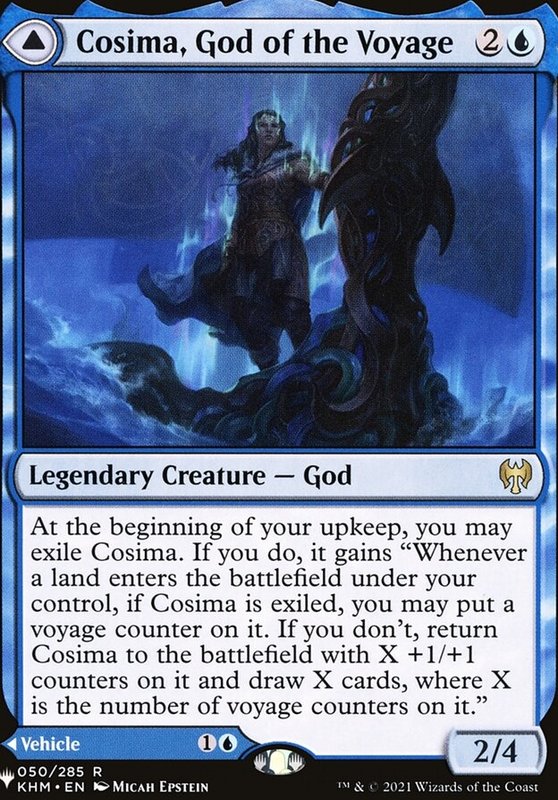 Cosima, God of the Voyage 2
Legendary Creature — God
At the beginning of your upkeep, you may
exile Cosima. If you do, it gains “Whenever
a land enters the battlefield under your
control, if Cosima is exiled, you may put a
voyage counter on it. If you don’t, return
Cosima to the battlefield with X +1/+1
counters on it and draw X cards, where X
is the number of voyage counters on it.”
Vehicle 1
2/4
050/285 R
KHM • EN Micah Epstein
™ & © 2021 Wizards of the Coast